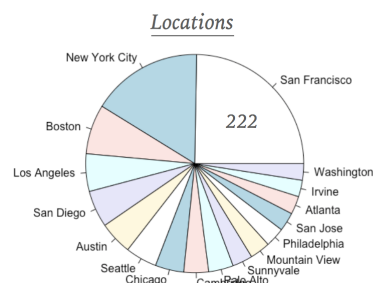 Locations
New York City
San Francisco
222
Boston
Los Angeles
San Diego
Austin
Seattle
Chicago
Palo Alto
Sunnyvale
Mountain View
Philadelphia
San Jose
Atlanta
Irvine
Washington